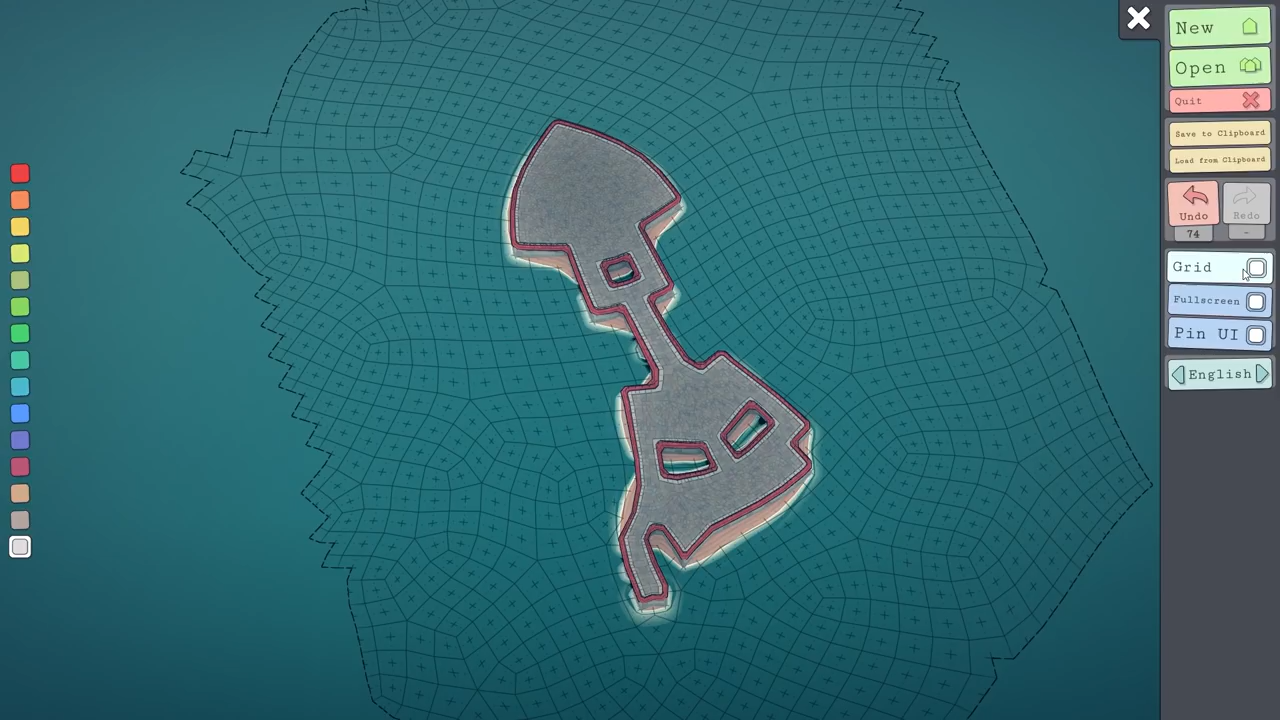 New
Open
Quit
Save to Clipboard
Load from Clipboard
Undo
Redo
74
-
Grid
Fullscreen
Pin UI
English